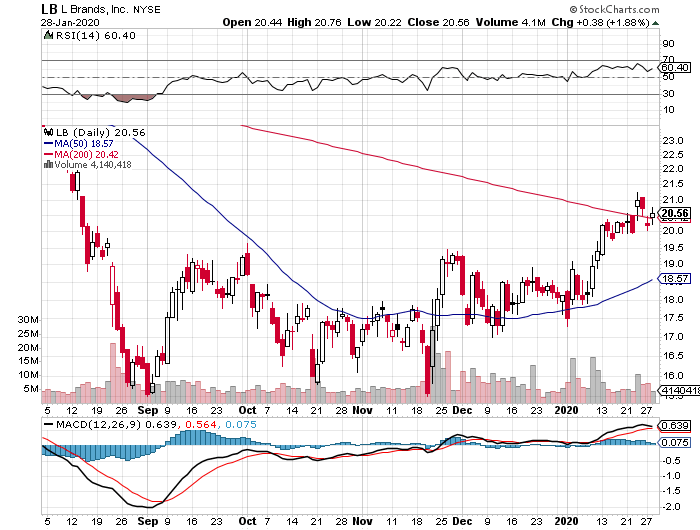 LB L Brands, Inc. NYSE
© StockCharts.com
28-Jan-2020
Open 20.44 High 20.76 Low 20.22 Close 20.56 Volume 4.1M Chg +0.38 (+1.88%)
RSI(14) 60.40
90
70
60.40
50
30
10
LB (Daily) 20.56
MA(50) 18.57
MA(200) 20.42
Volume 4,140,418
23.0
22.5
22.0
21.5
21.0
20.56
20.0
19.5
19.0
18.57
18.0
17.5
17.0
16.5
16.0
15.5
30M
25M
20M
15M
10M
5M
4140418
5 12 19 26 Sep 9 16 23 Oct 7 14 21 28 Nov 11 18 25 Dec 9 16 23 2020 13 21 27
MACD(12,26,9) 0.639, 0.564, 0.075
0.639
0.075
-0.5
-1.0
-1.5
-2.0
5 12 19 26 Sep 9 16 23 Oct 7 14 21 28 Nov 11 18 25 Dec 9 16 23 2020 13 21 27